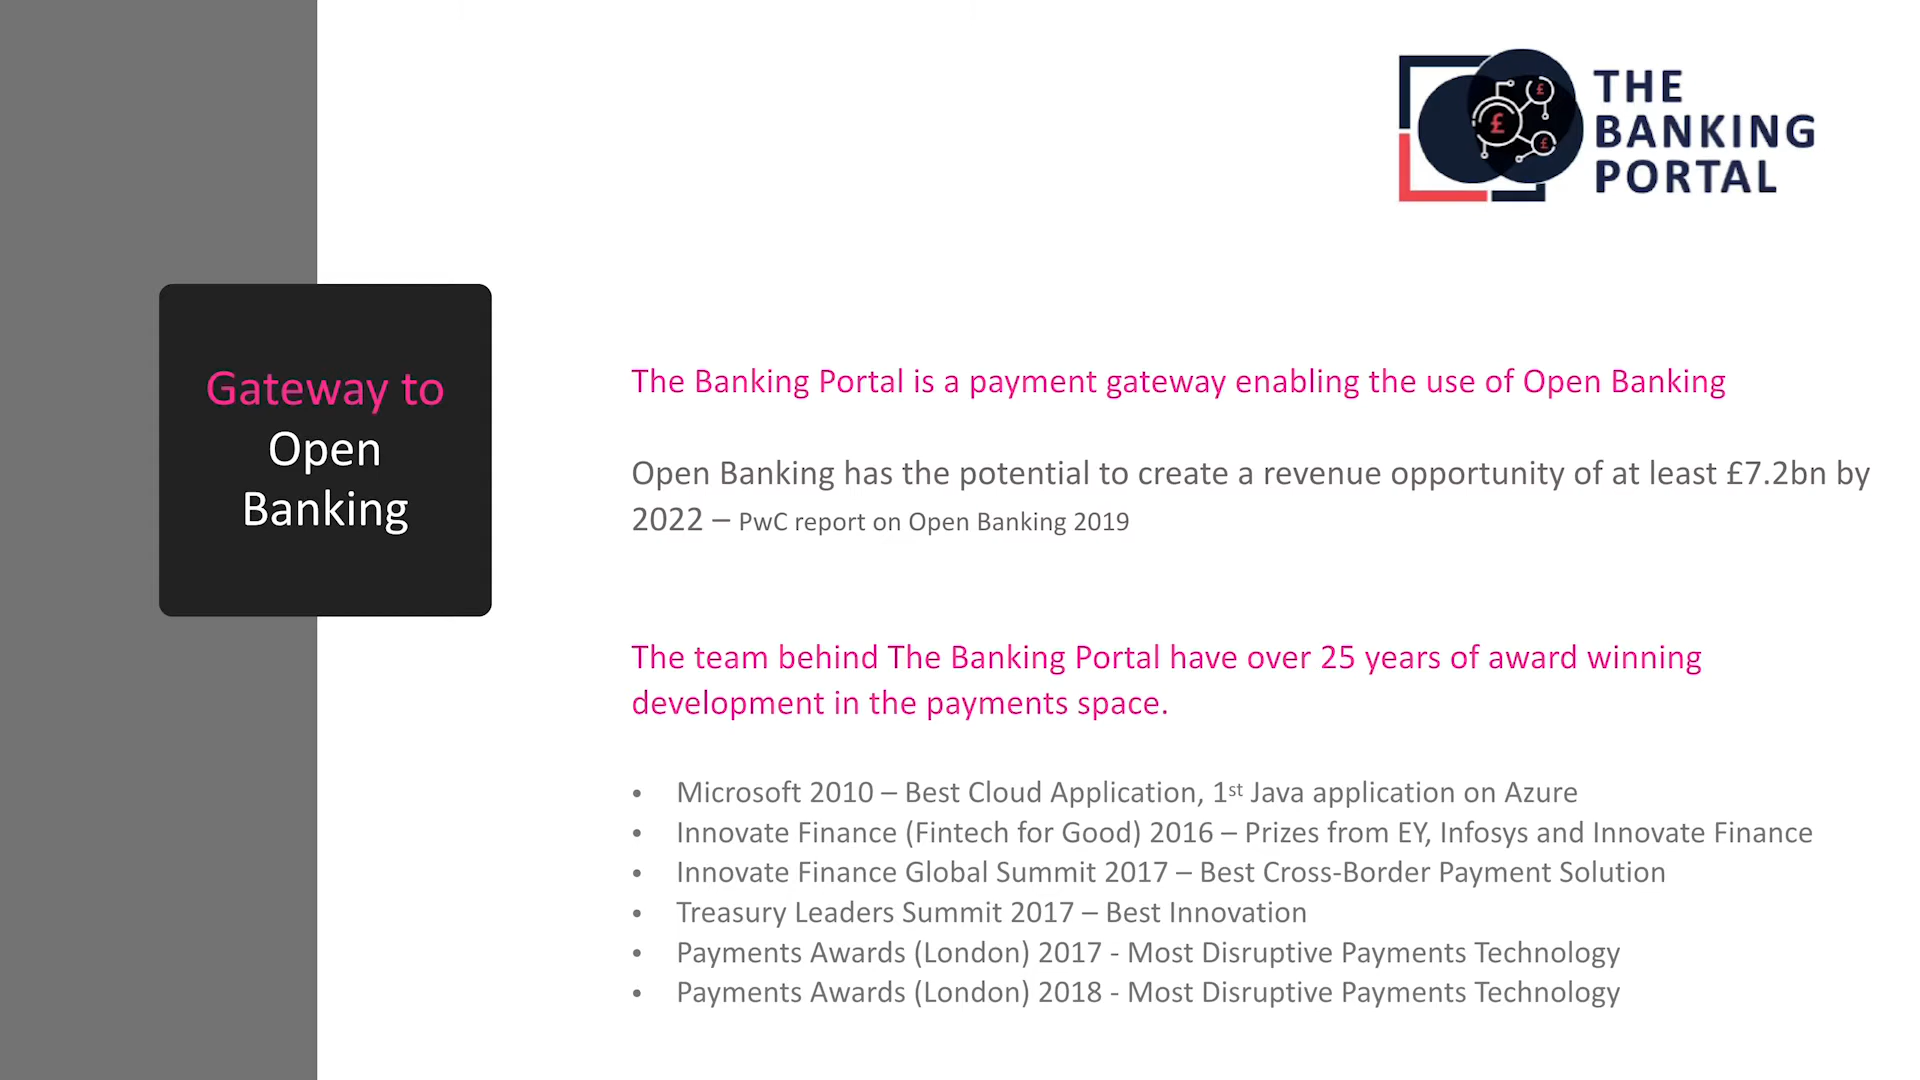 THE
BANKING
PORTAL
Gateway to
Open
Banking
The Banking Portal is a payment gateway enabling the use of Open Banking
Open Banking has the potential to create a revenue opportunity of at least £7.2bn by
2022 – PwC report on Open Banking 2019
The team behind The Banking Portal have over 25 years of award winning
development in the payments space.
• Microsoft 2010 – Best Cloud Application, 1st Java application on Azure
• Innovate Finance (Fintech for Good) 2016 – Prizes from EY, Infosys and Innovate Finance
• Innovate Finance Global Summit 2017 – Best Cross-Border Payment Solution
• Treasury Leaders Summit 2017 – Best Innovation
• Payments Awards (London) 2017 - Most Disruptive Payments Technology
• Payments Awards (London) 2018 - Most Disruptive Payments Technology